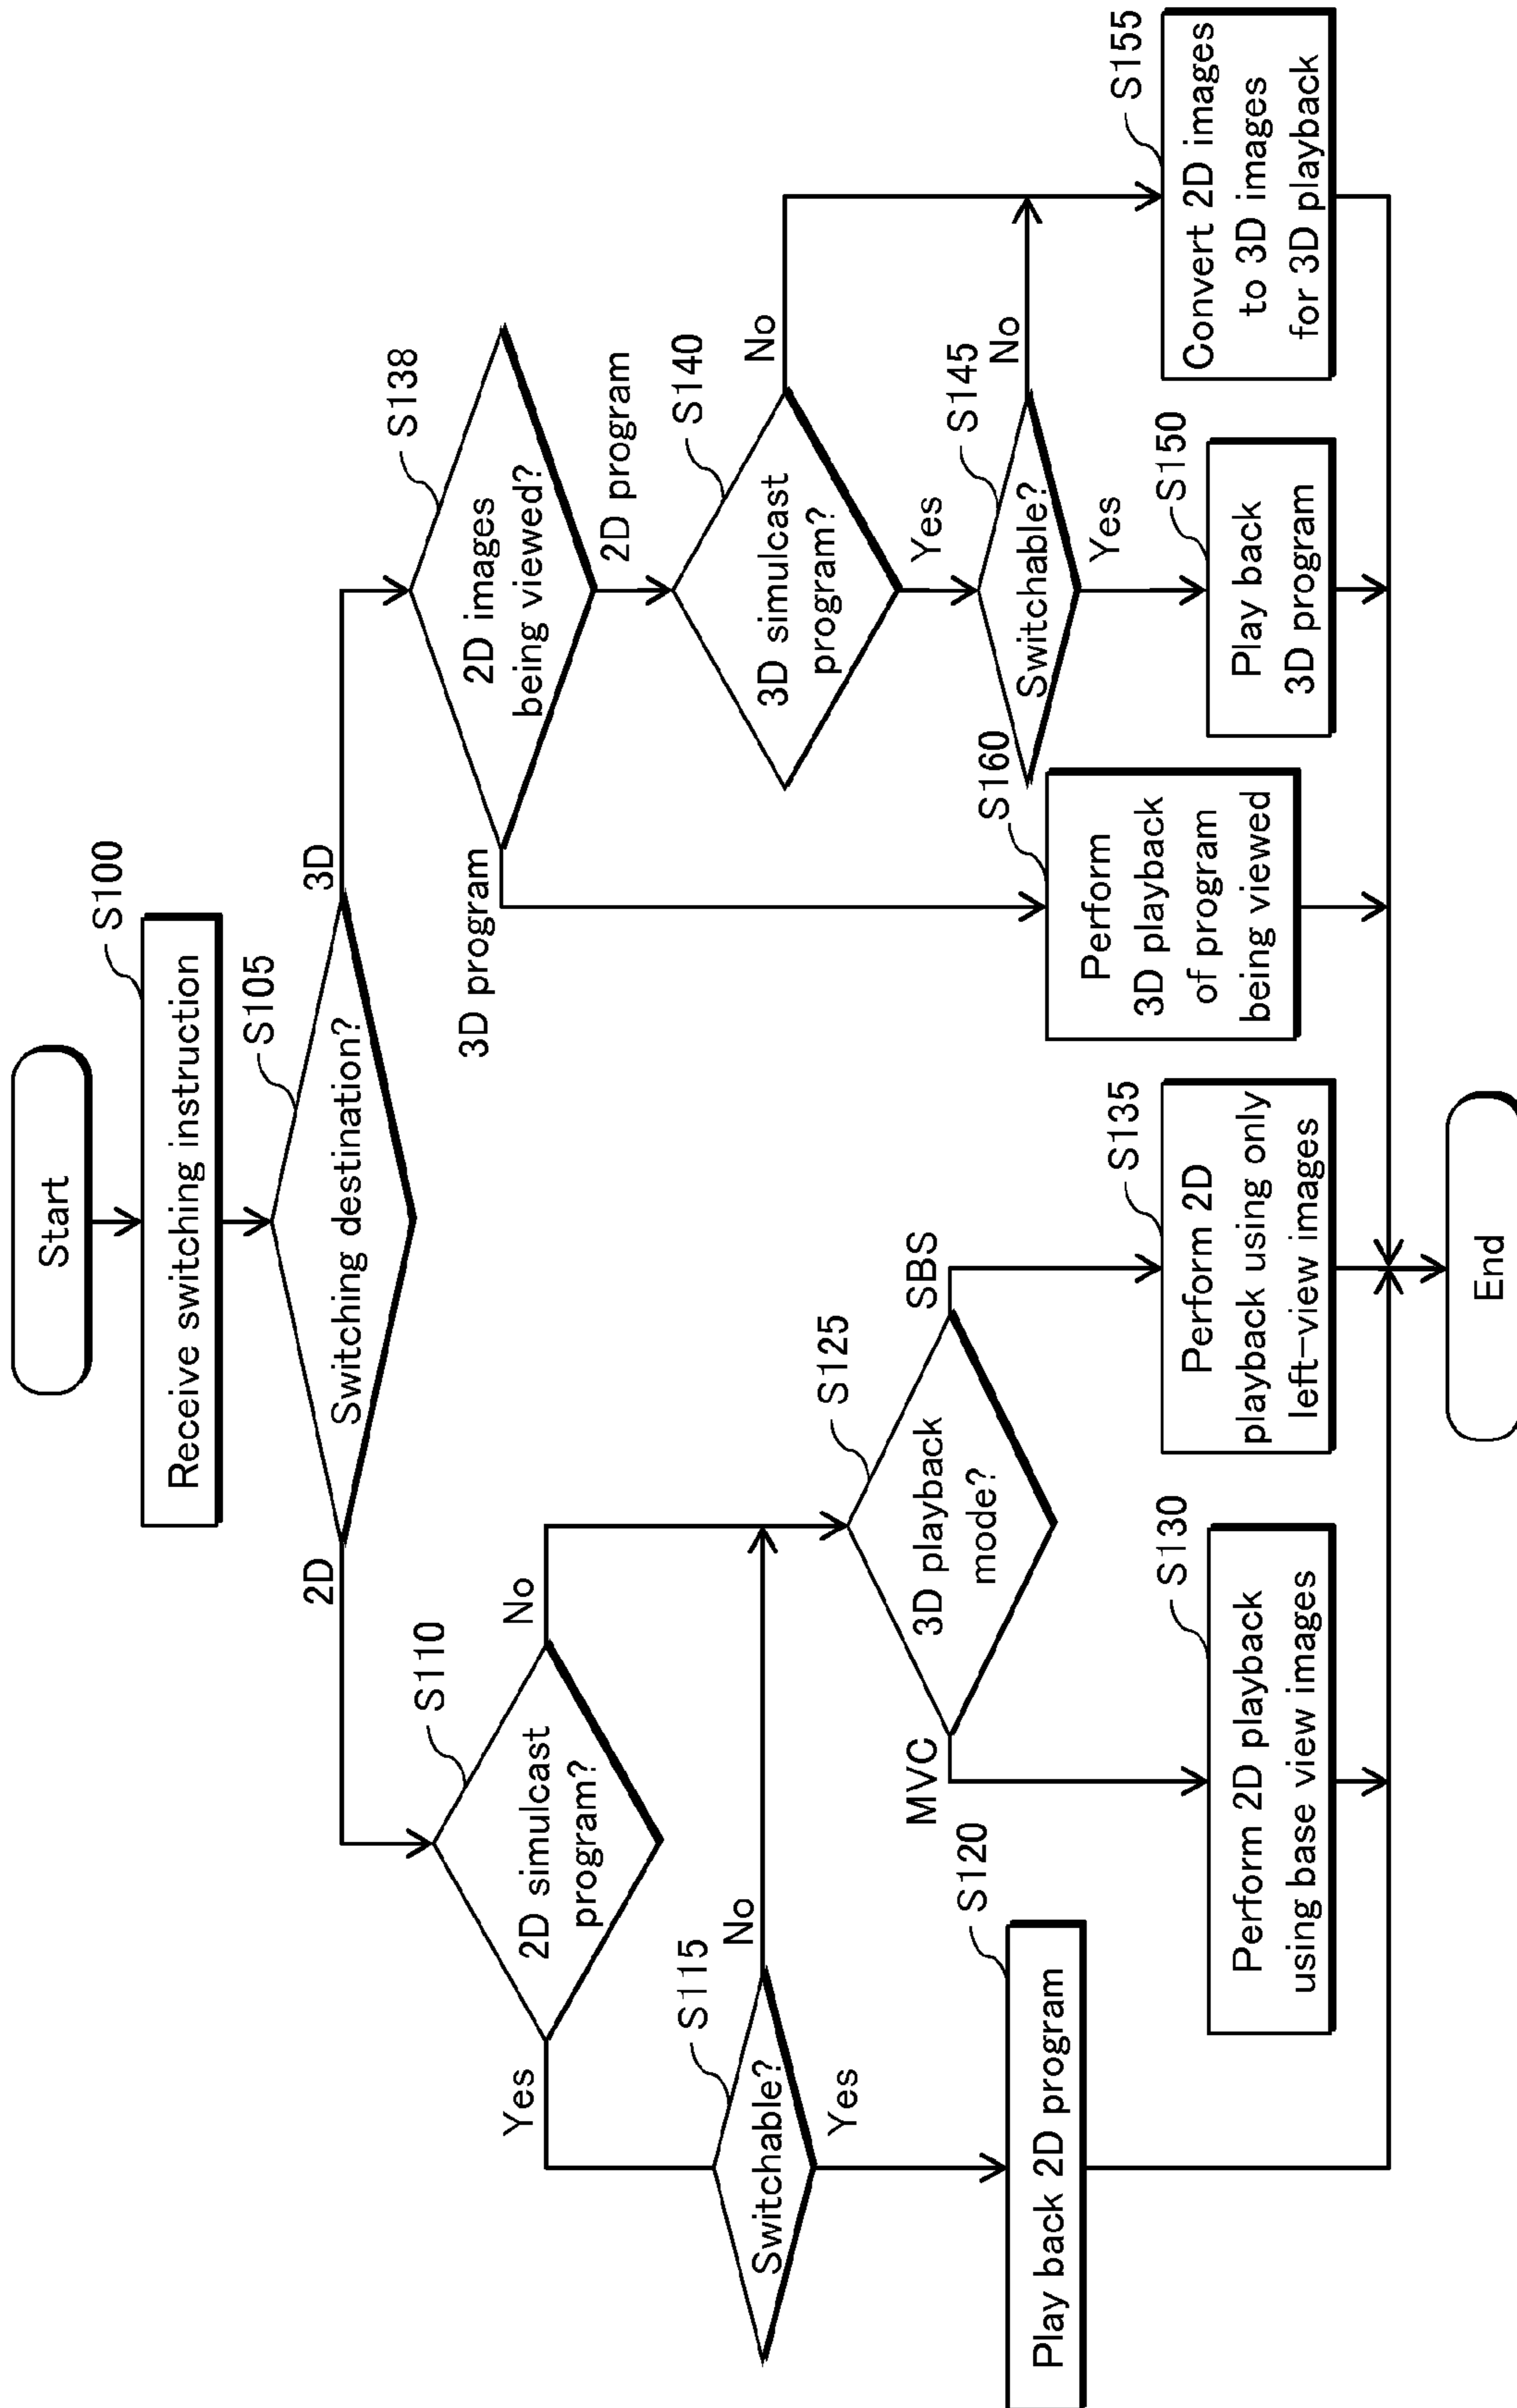 Start
S100
Receive switching instruction
S105
Switching destination?
2D
3D
S110
2D simulcast
program?
Yes
No
S115
Switchable?
No
Yes
S120
Play back 2D program
S125
3D playback
mode?
MVC
SBS
S130
Perform 2D playback
using base view images
S135
Perform 2D
playback using only
left-view images
S138
2D images
being viewed?
3D program
2D program
S140
3D simulcast
program?
No
Yes
S145
Switchable?
No
Yes
S160
Perform
3D playback
of program
being viewed
S150
Play back
3D program
S155
Convert 2D images
to 3D images
for 3D playback
End